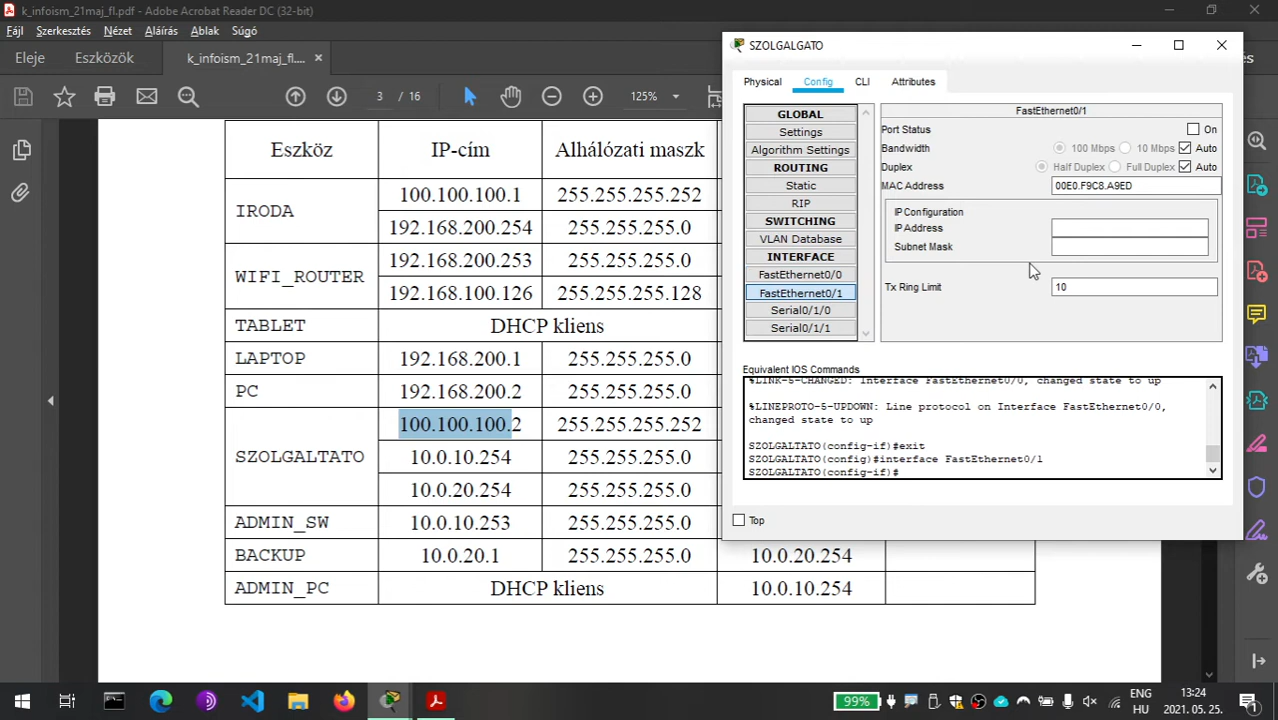 k_infoism_21maj_fl.pdf - Adobe Acrobat Reader DC (32-bit)
Fájl Szerkesztés Nézet Aláírás Ablak Súgó
Eleje Eszközök k_infoism_21maj_fl....
3 / 16 125%
Eszköz IP-cím Alhálózati maszk
IRODA 100.100.100.1 255.255.255.252
192.168.200.254 255.255.255.0
WIFI_ROUTER 192.168.200.253 255.255.255.0
192.168.100.126 255.255.255.128
TABLET DHCP kliens
LAPTOP 192.168.200.1 255.255.255.0
PC 192.168.200.2 255.255.255.0
SZOLGALTATO 100.100.100.2 255.255.255.252
10.0.10.254 255.255.255.0
10.0.20.254 255.255.255.0
ADMIN_SW 10.0.10.253 255.255.255.0
BACKUP 10.0.20.1 255.255.255.0 10.0.20.254
ADMIN_PC DHCP kliens 10.0.10.254
SZOLGALGATO
Physical Config CLI Attributes
GLOBAL
Settings
Algorithm Settings
ROUTING
Static
RIP
SWITCHING
VLAN Database
INTERFACE
FastEthernet0/0
FastEthernet0/1
Serial0/1/0
Serial0/1/1
FastEthernet0/1
Port Status On
Bandwidth 100 Mbps 10 Mbps Auto
Duplex Half Duplex Full Duplex Auto
MAC Address 00E0.F9C8.A9ED
IP Configuration
IP Address
Subnet Mask
Tx Ring Limit 10
Equivalent IOS Commands
%LINK-5-CHANGED: Interface FastEthernet0/0, changed state to up
%LINEPROTO-5-UPDOWN: Line protocol on Interface FastEthernet0/0,
changed state to up
SZOLGALTATO(config-if)#exit
SZOLGALTATO(config)#interface FastEthernet0/1
SZOLGALTATO(config-if)#
Top
99% ENG
HU
13:24
2021. 05. 25.
1